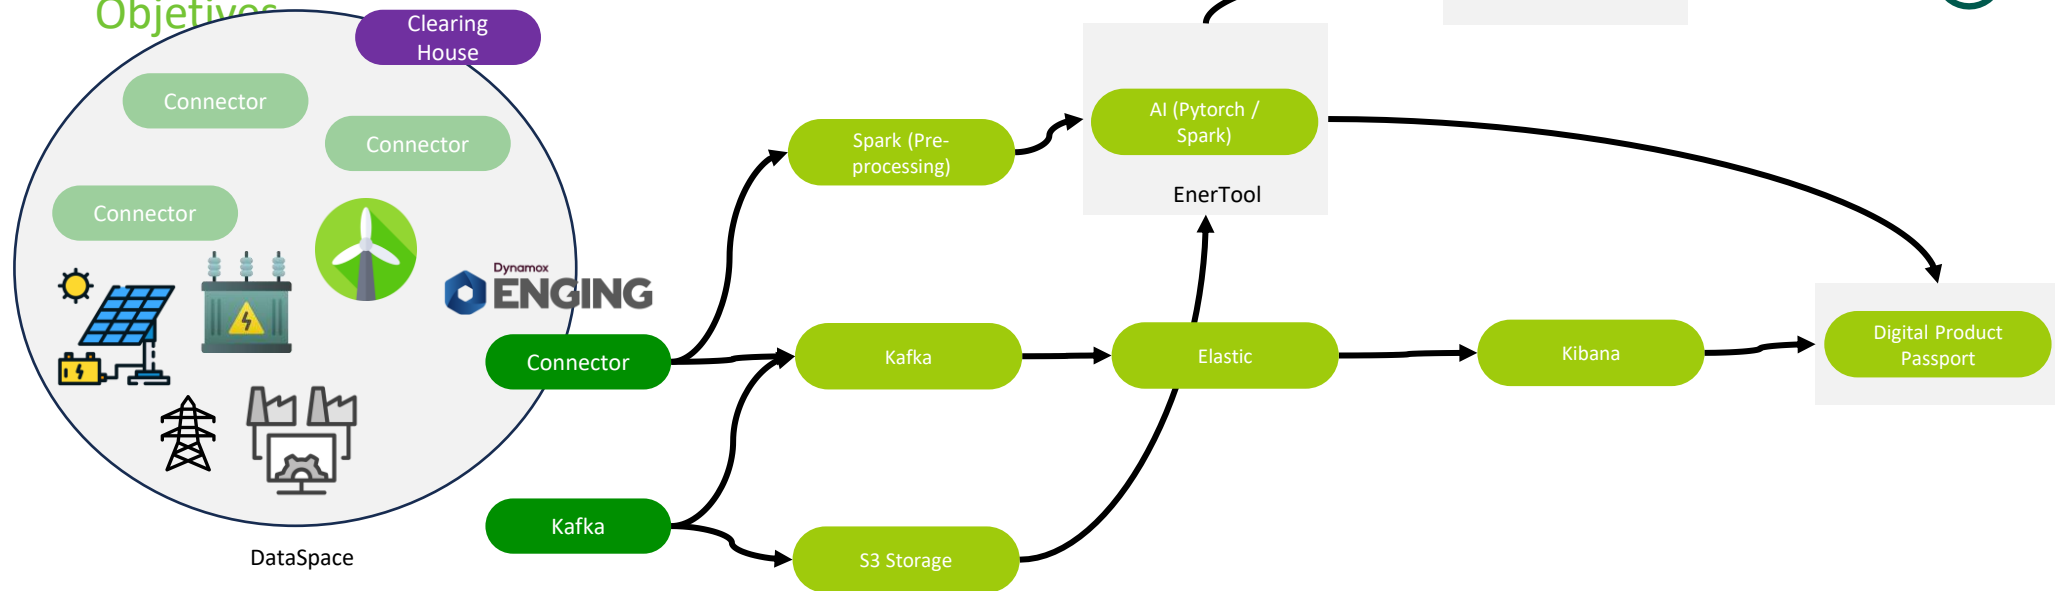 Objetivos
Clearing
House
Connector
Connector
Connector
Dynamox
ENGING
Connector
Kafka
DataSpace
Spark (Pre-
processing)
AI (Pytorch /
Spark)
EnerTool
Kafka
Elastic
Kibana
Digital Product
Passport
S3 Storage